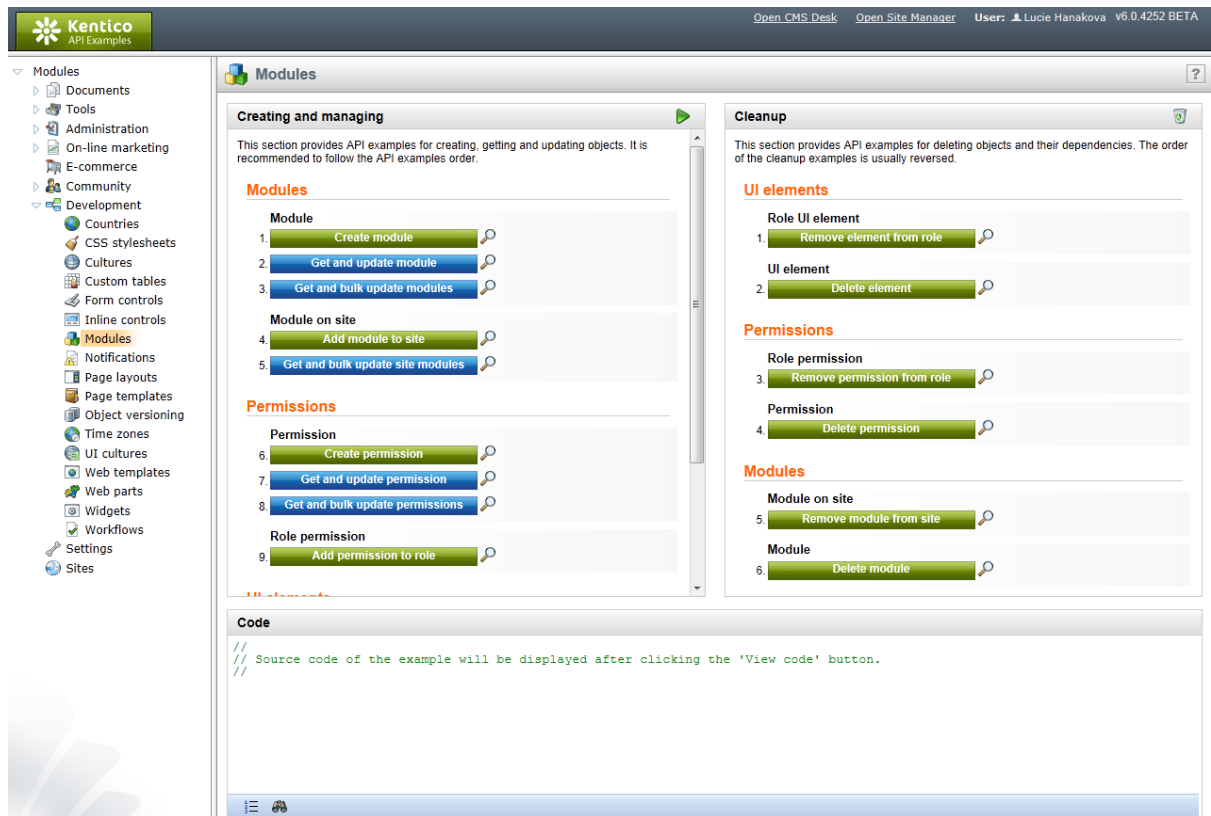 Kentico
API Examples
Open CMS Desk Open Site Manager User: Lucie Hanakova v6.0.4252 BETA
Modules
Documents
Tools
Administration
On-line marketing
E-commerce
Community
Development
Countries
CSS stylesheets
Cultures
Custom tables
Form controls
Inline controls
Modules
Notifications
Page layouts
Page templates
Object versioning
Time zones
UI cultures
Web templates
Web parts
Widgets
Workflows
Settings
Sites
Modules
?
Creating and managing
This section provides API examples for creating, getting and updating objects. It is
recommended to follow the API examples order.
Modules
Module
1. Create module
2. Get and update module
3. Get and bulk update modules
Module on site
4. Add module to site
5. Get and bulk update site modules
Permissions
Permission
6. Create permission
7. Get and update permission
8. Get and bulk update permissions
Role permission
9. Add permission to role
UI elements
Cleanup
This section provides API examples for deleting objects and their dependencies. The order
of the cleanup examples is usually reversed.
UI elements
Role UI element
1. Remove element from role
UI element
2. Delete element
Permissions
Role permission
3. Remove permission from role
Permission
4. Delete permission
Modules
Module on site
5. Remove module from site
Module
6. Delete module
Code
//
// Source code of the example will be displayed after clicking the 'View code' button.
//